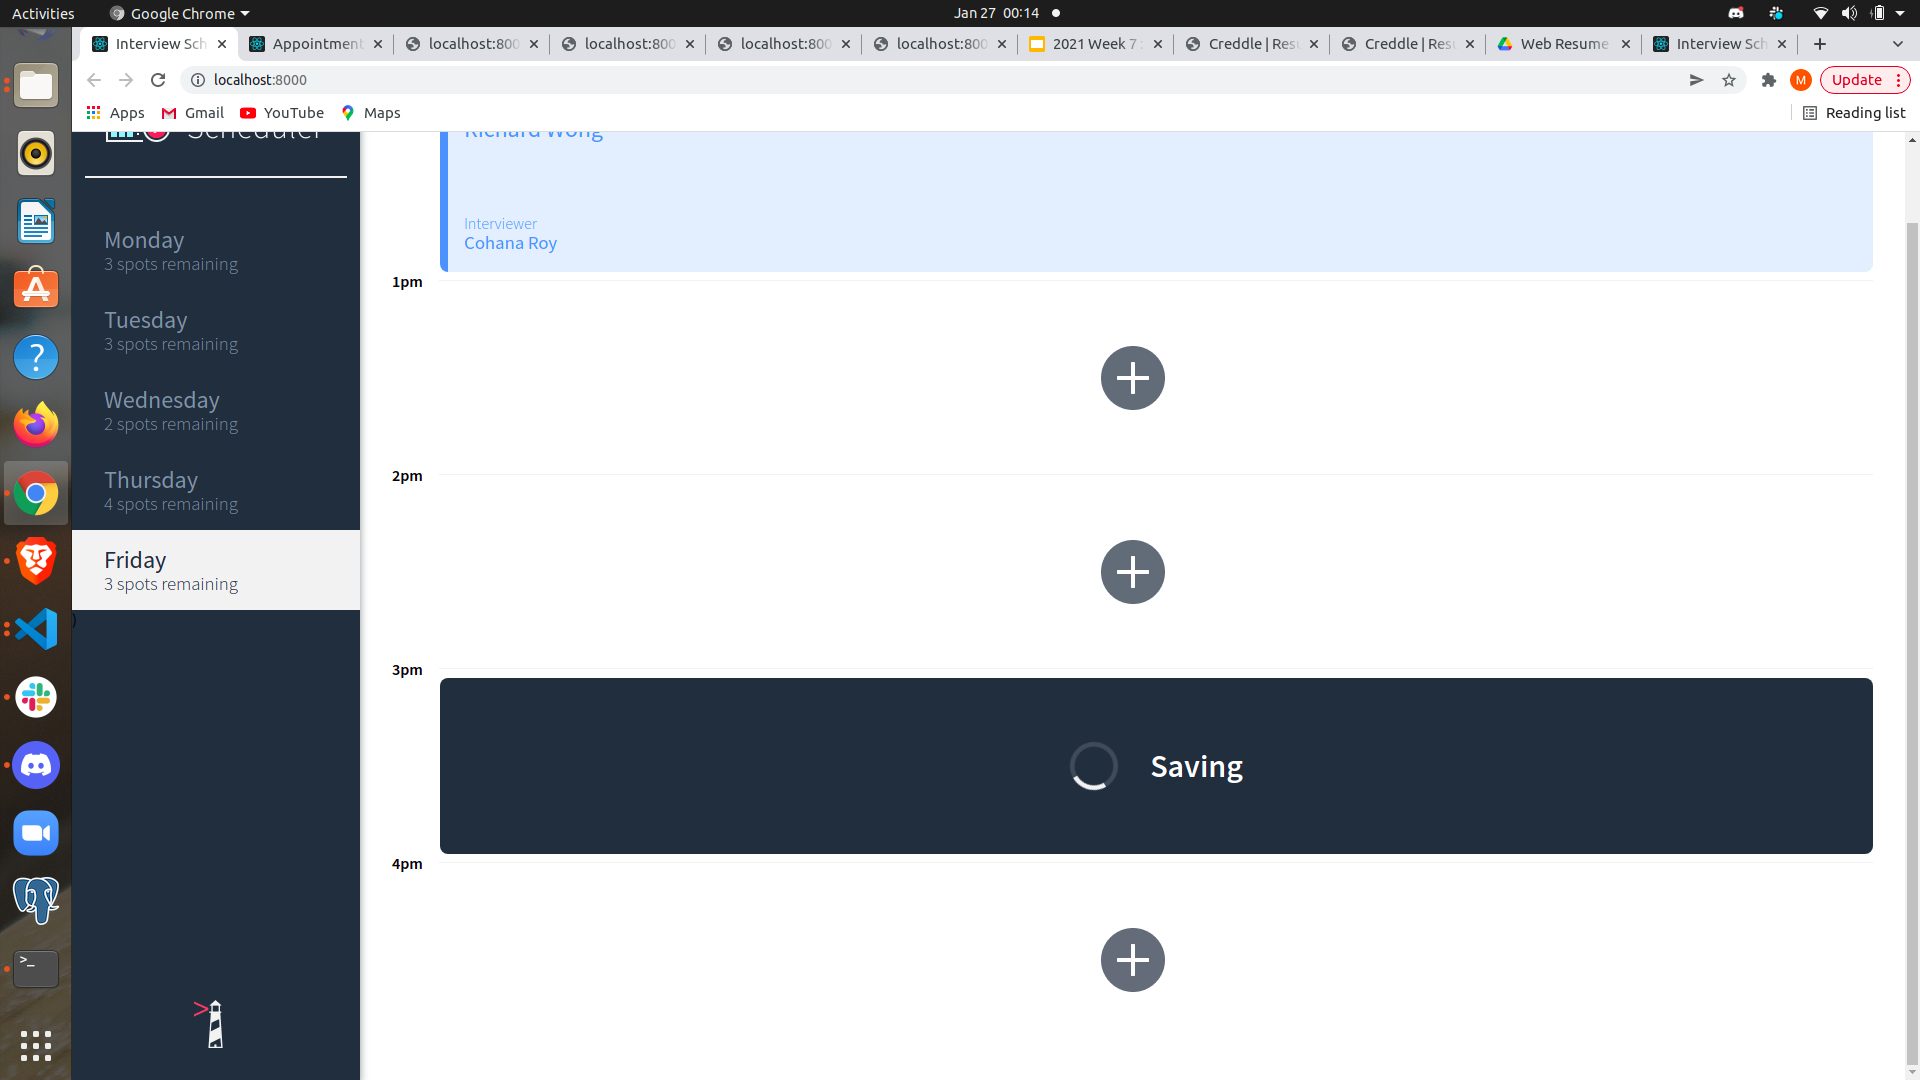 Activities
Google Chrome
Jan 27 00:14
Interview Sch
Appointment
localhost:800
localhost:800
localhost:800
localhost:800
2021 Week 7 :
Creddle | Resu
Creddle | Resu
Web Resume
Interview Sch
localhost:8000
M
Update
Apps
Gmail
YouTube
Maps
Reading list
Scheduler
Richard Wong
Interviewer
Cohana Roy
Monday
3 spots remaining
Tuesday
3 spots remaining
Wednesday
2 spots remaining
Thursday
4 spots remaining
Friday
3 spots remaining
1pm
2pm
3pm
Saving
4pm